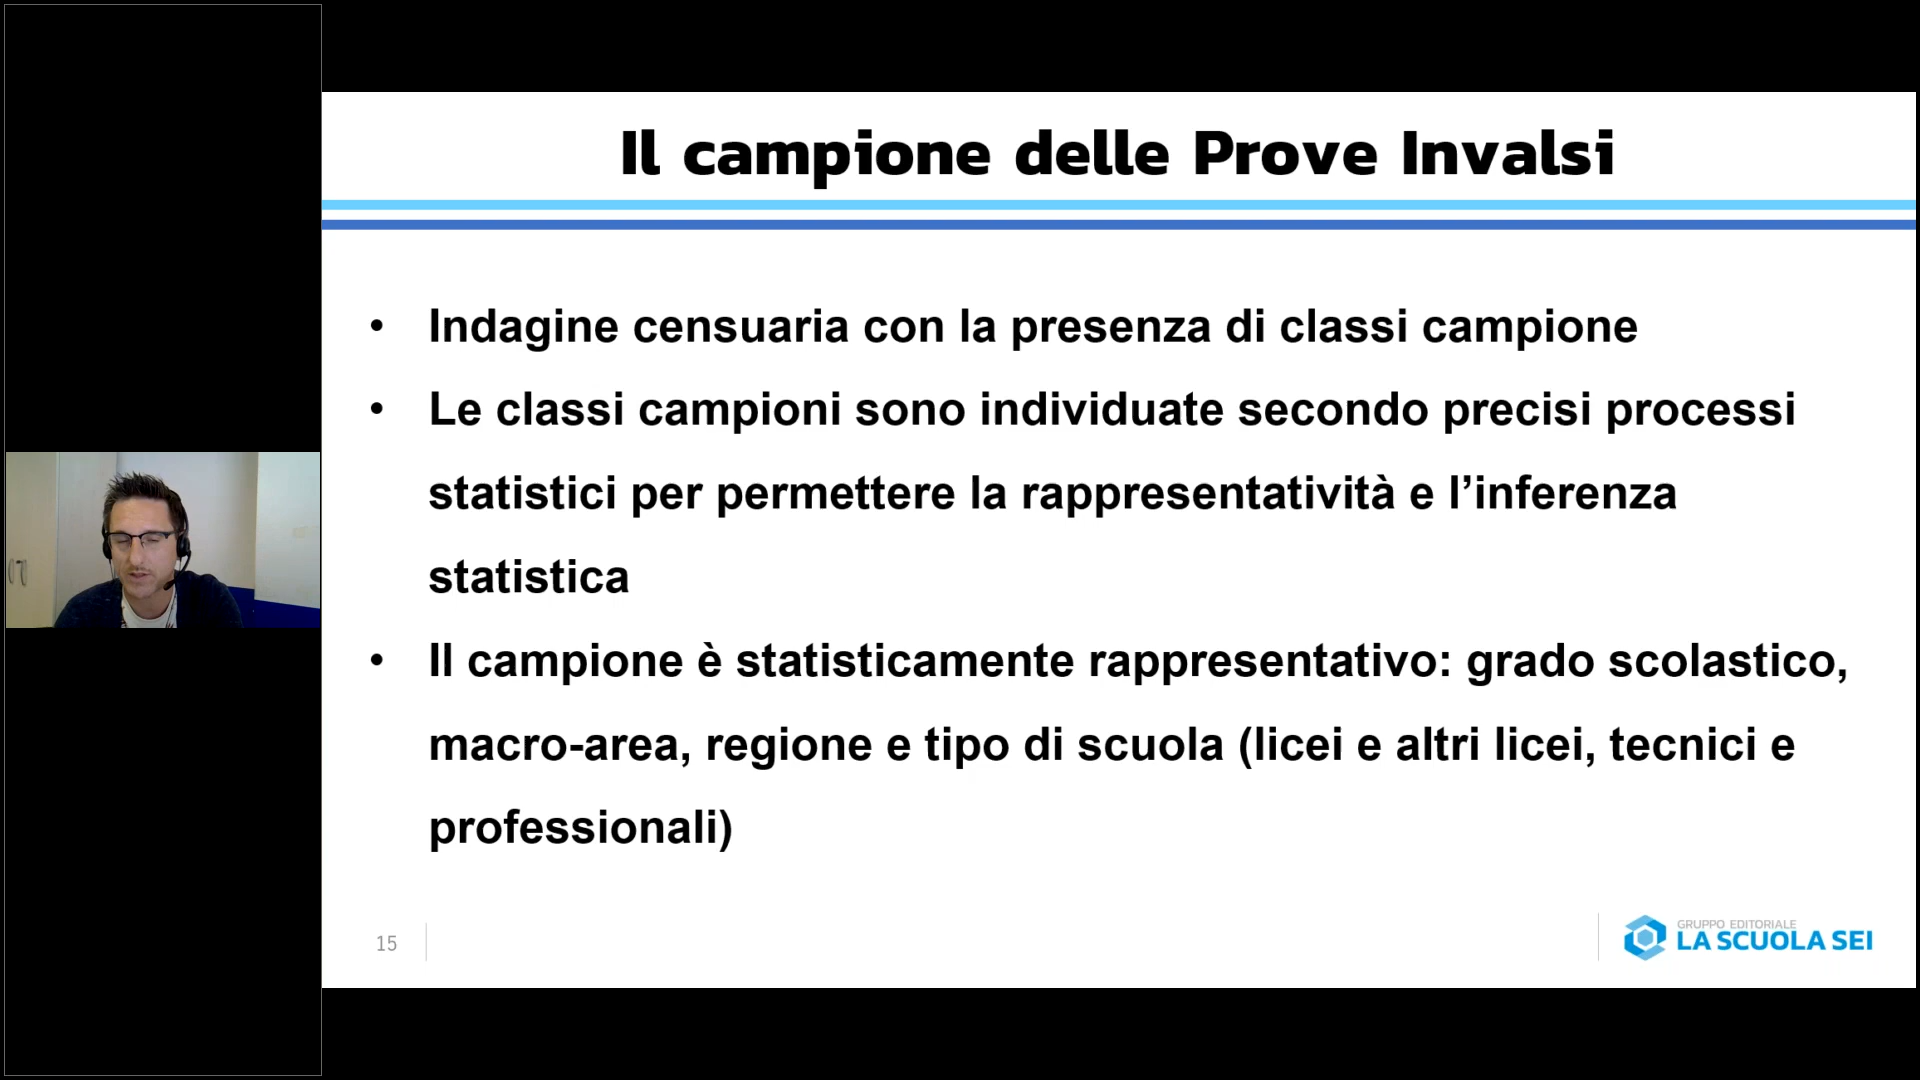 Il campione delle Prove Invalsi
• Indagine censuaria con la presenza di classi campione
• Le classi campioni sono individuate secondo precisi processi
statistici per permettere la rappresentatività e l’inferenza
statistica
• Il campione è statisticamente rappresentativo: grado scolastico,
macro-area, regione e tipo di scuola (licei e altri licei, tecnici e
professionali)
15
GRUPPO EDITORIALE
LA SCUOLA SEI